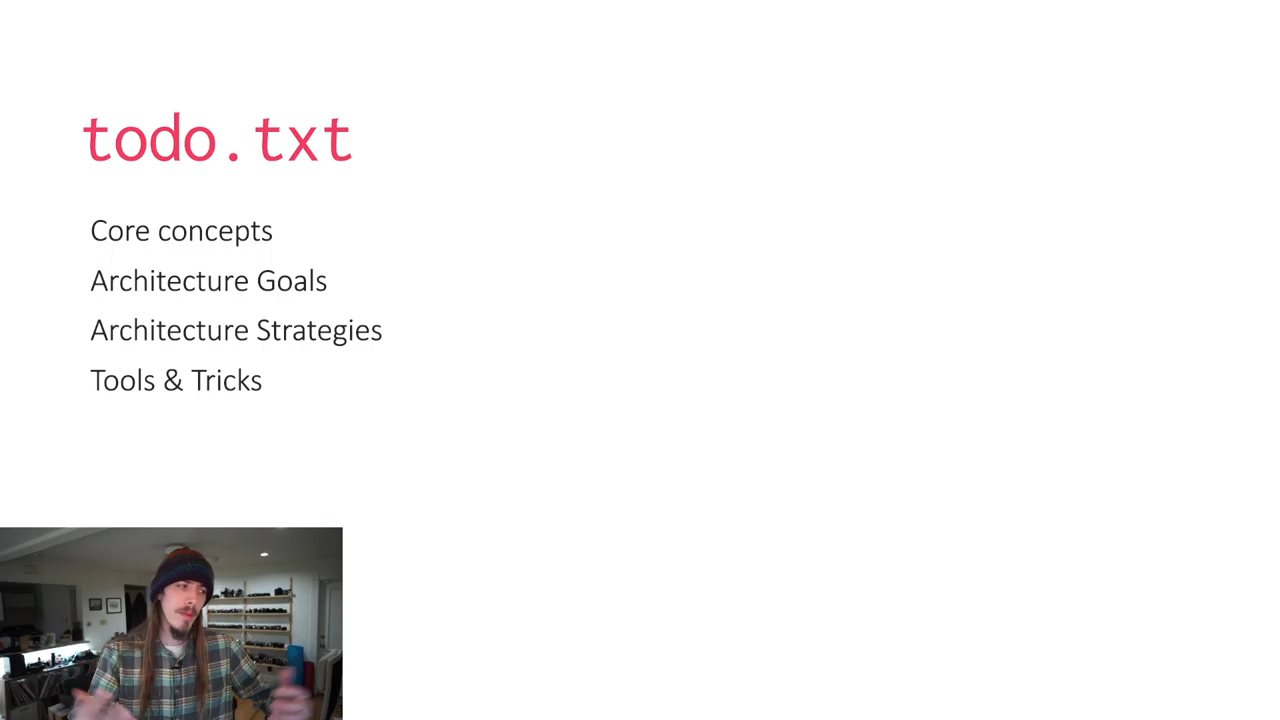 todo.txt
Core concepts
Architecture Goals
Architecture Strategies
Tools & Tricks